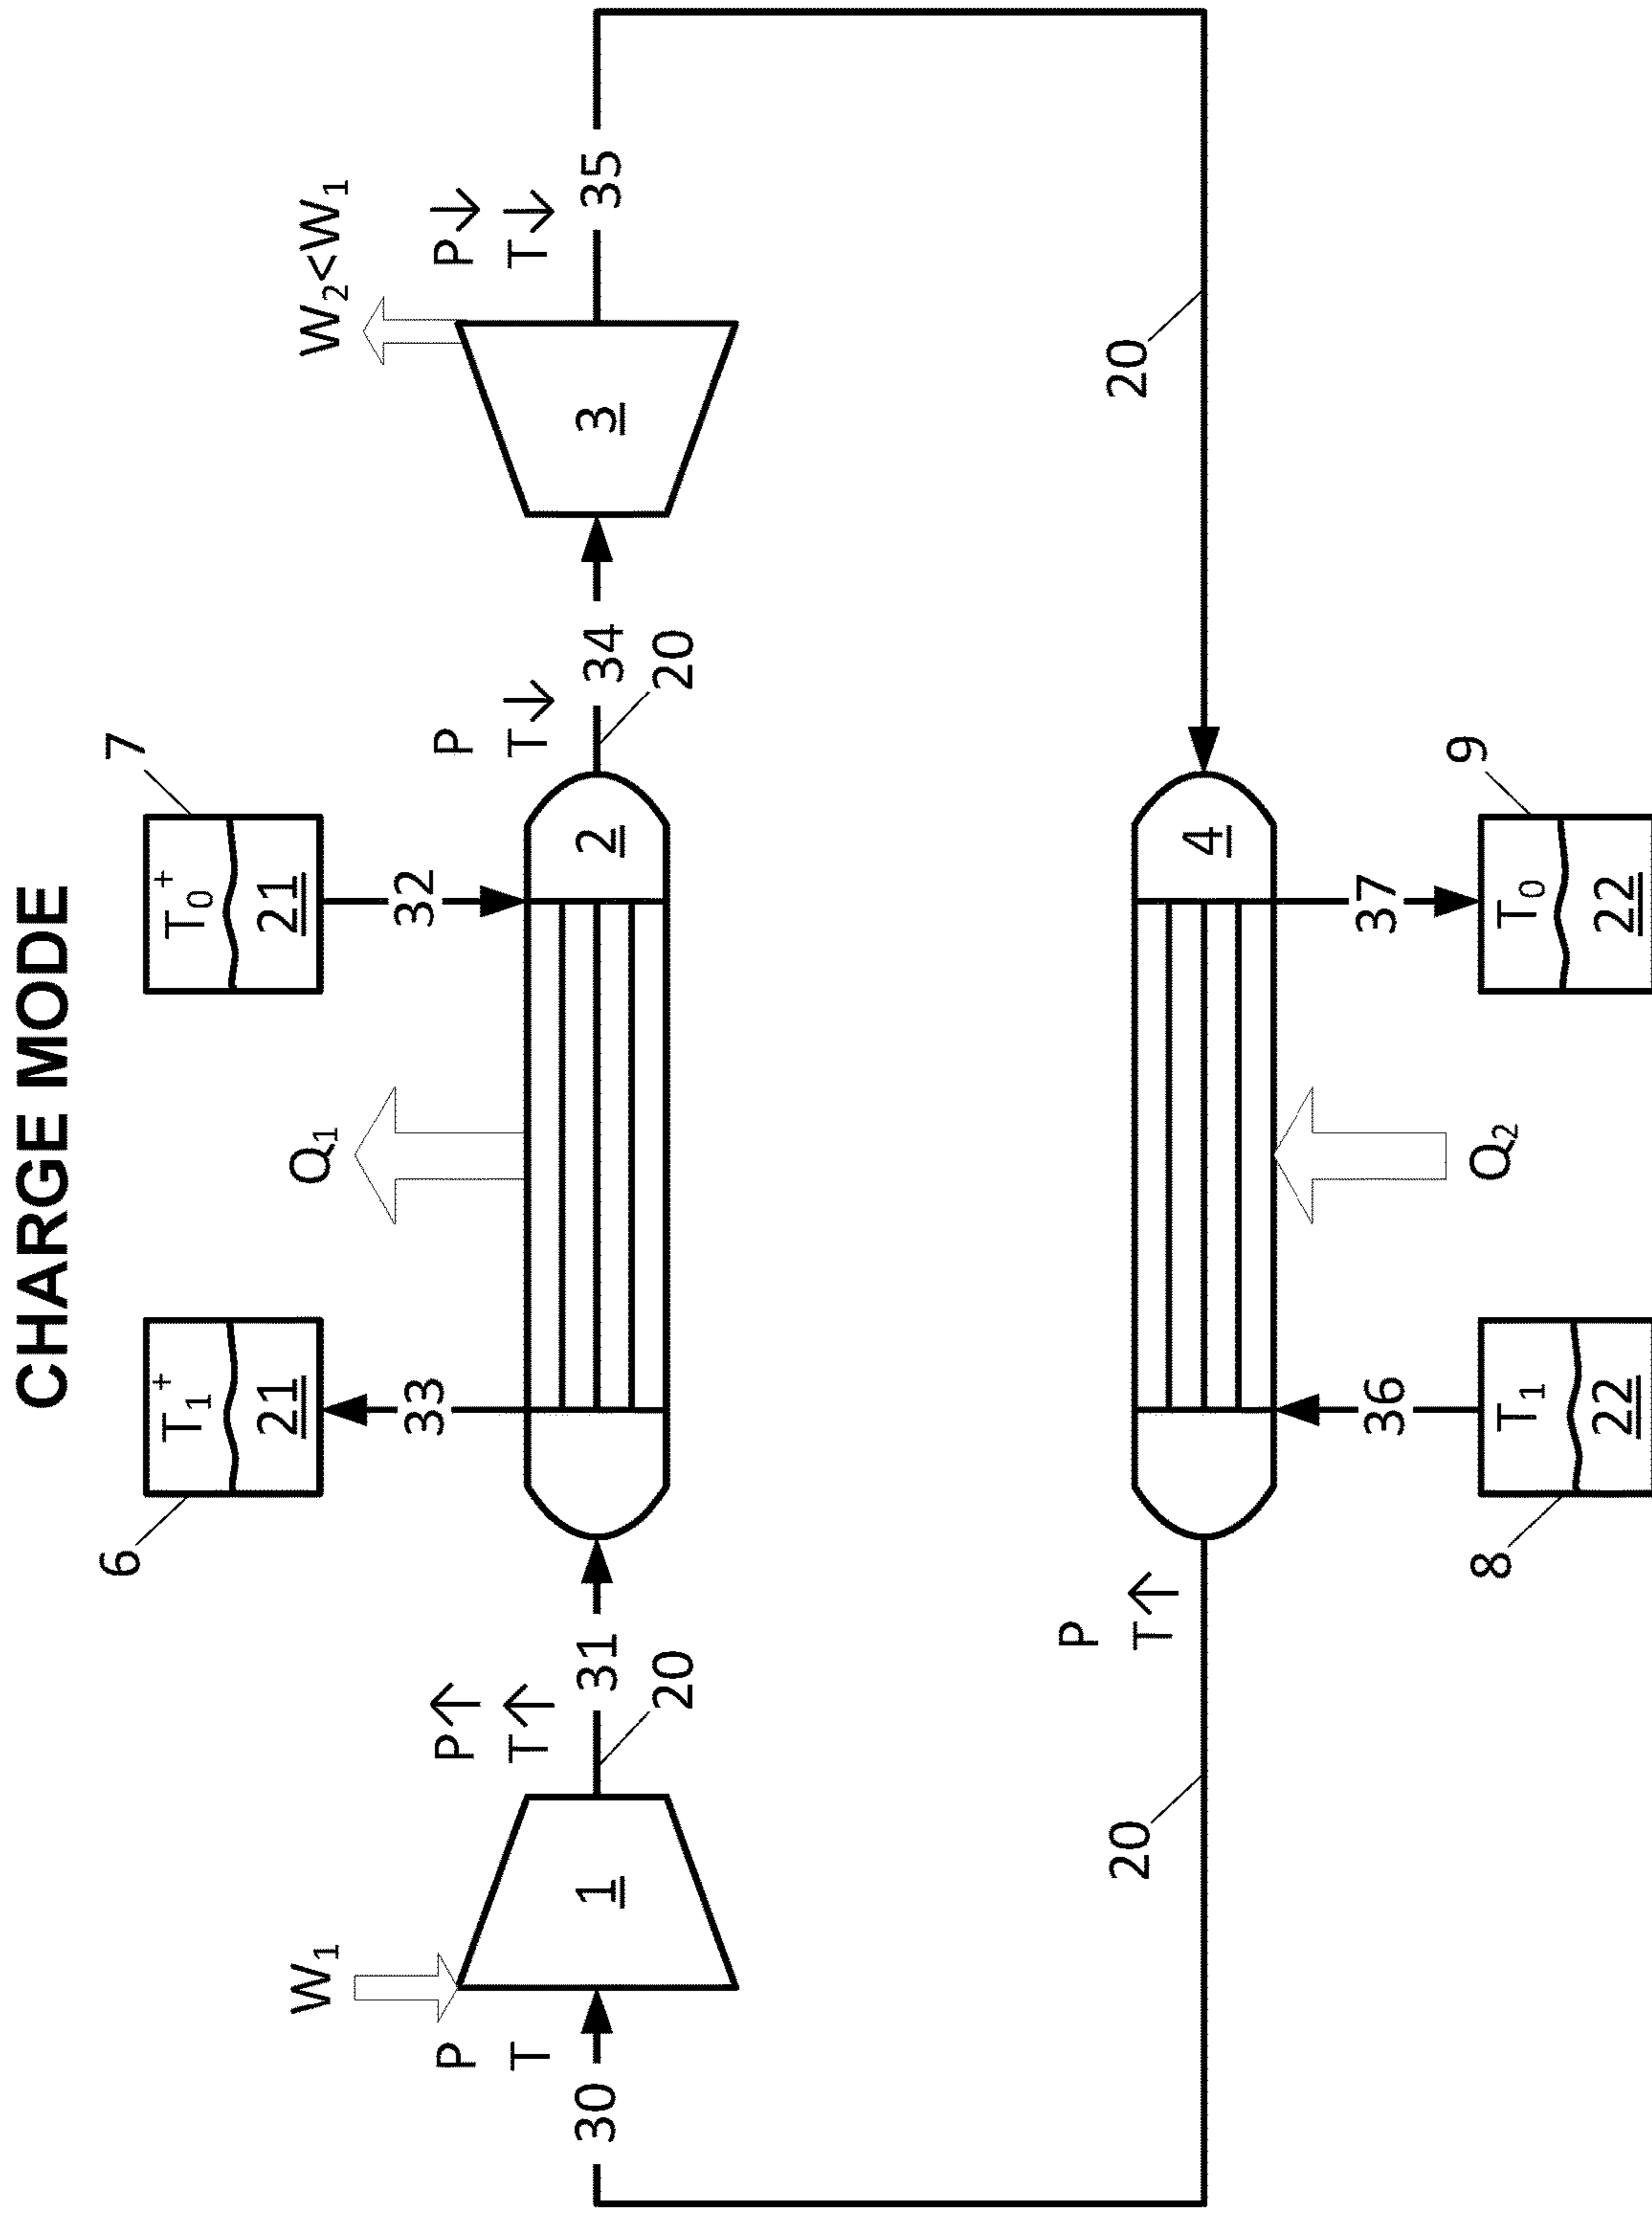 CHARGE MODE
6
T₁⁺
21
T₀⁺
21
7
33
32
W₁
Q₁
W₂<W₁
P
T
P↑
T↑
P
T↓
P↓
T↓
30
1
31
20
2
34
20
3
35
P
T↑
20
20
4
36
37
Q₂
8
T₁
22
T₀
22
9